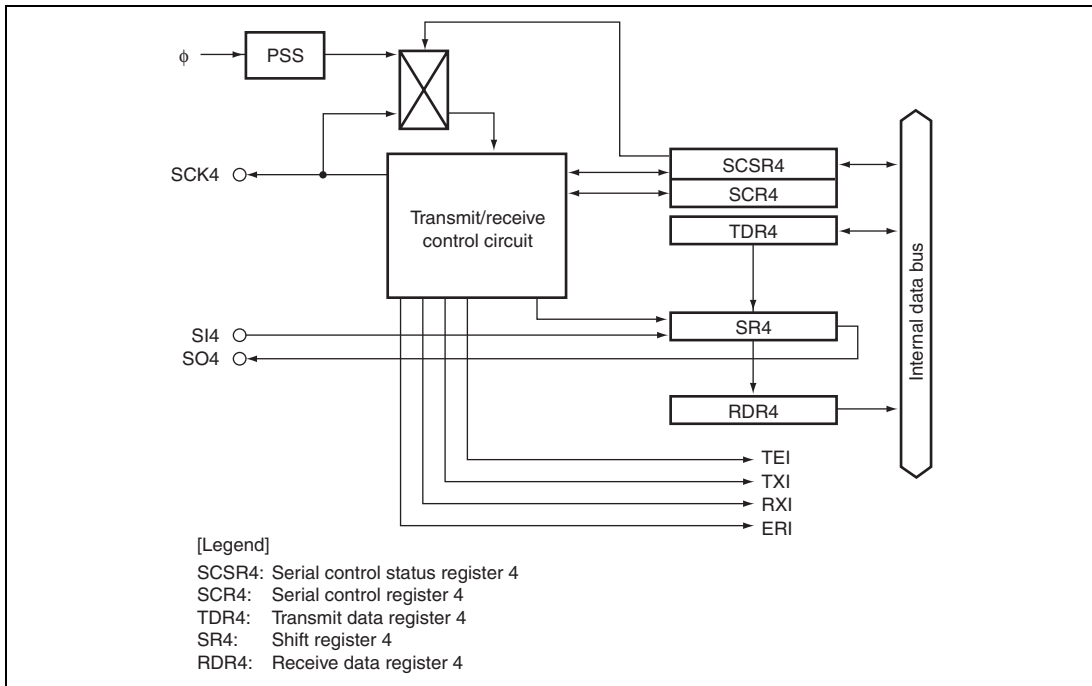 ϕ
PSS
SCK4
Transmit/receive
control circuit
SCSR4
SCR4
TDR4
SI4
SO4
SR4
RDR4
Internal data bus
TEI
TXI
RXI
ERI
[Legend]
SCSR4: Serial control status register 4
SCR4: Serial control register 4
TDR4: Transmit data register 4
SR4: Shift register 4
RDR4: Receive data register 4